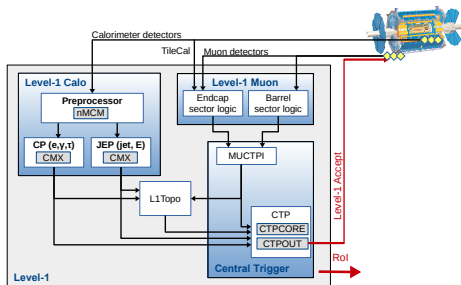 Calorimeter detectors
TileCal
Muon detectors
Level-1 Calo
Level-1 Muon
Preprocessor
nMCM
Endcap
sector logic
Barrel
sector logic
CP (e,γ,τ)
CMX
JEP (jet, E)
CMX
MUCTPI
L1Topo
CTP
CTPCORE
CTPOUT
Central Trigger
Level-1
Level-1 Accept
RoI